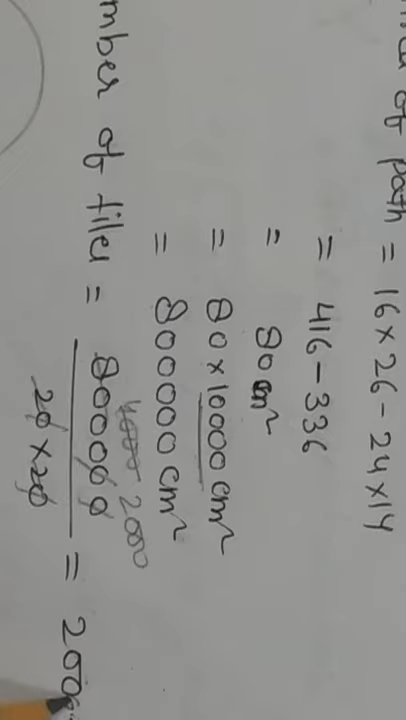 of path = 16 × 26 - 24 × 14
= 416 - 336
= 80 m²
= 80 × 10000 cm²
= 800000 cm²
mber of tiles = 800000 / 20 × 20 = 200
2000